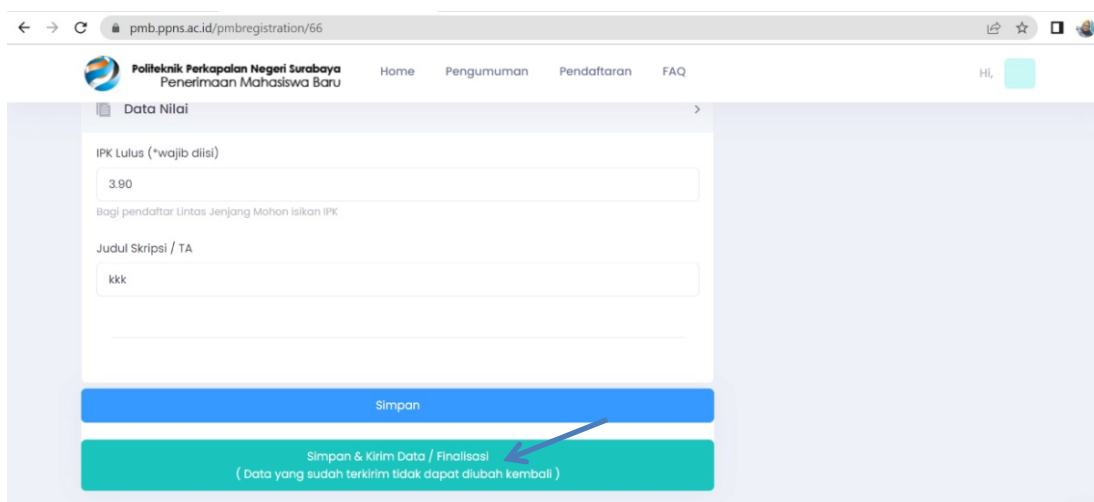 pmb.ppns.ac.id/pmbregistration/66
Politeknik Perkapalan Negeri Surabaya
Penerimaan Mahasiswa Baru
Home
Pengumuman
Pendaftaran
FAQ
Hi,
Data Nilai
IPK Lulus (*wajib diisi)
3.90
Bagi pendaftar Lintas Jenjang Mohon isikan IPK
Judul Skripsi / TA
kkk
Simpan
Simpan & Kirim Data / Finalisasi
( Data yang sudah terkirim tidak dapat diubah kembali )